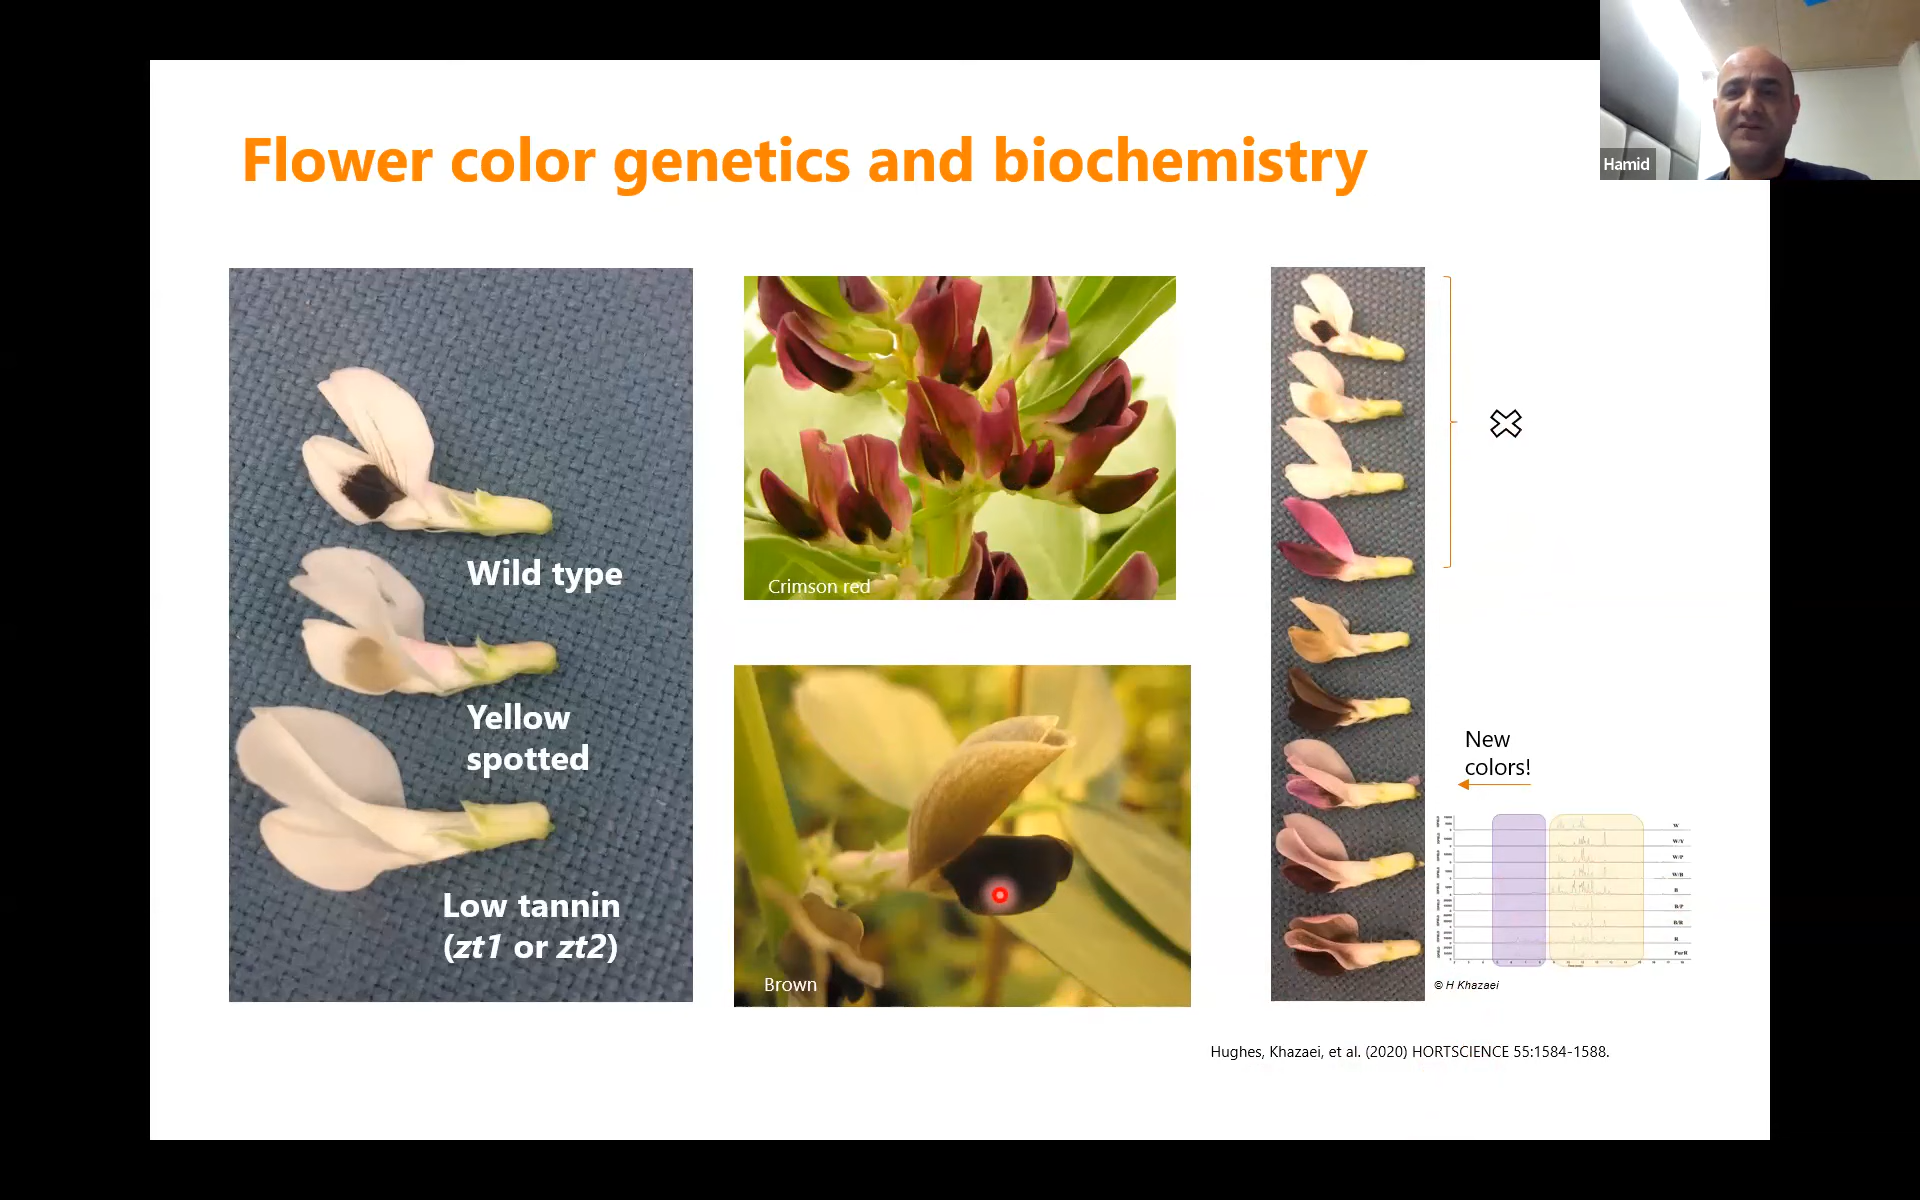 Hamid
Flower color genetics and biochemistry
Wild type
Yellow
spotted
Low tannin
(zt1 or zt2)
Crimson red
Brown
New
colors!
W
W/Y
W/P
W/B
B
B/P
B/R
R
PurR
© H Khazaei
Hughes, Khazaei, et al. (2020) HORTSCIENCE 55:1584-1588.